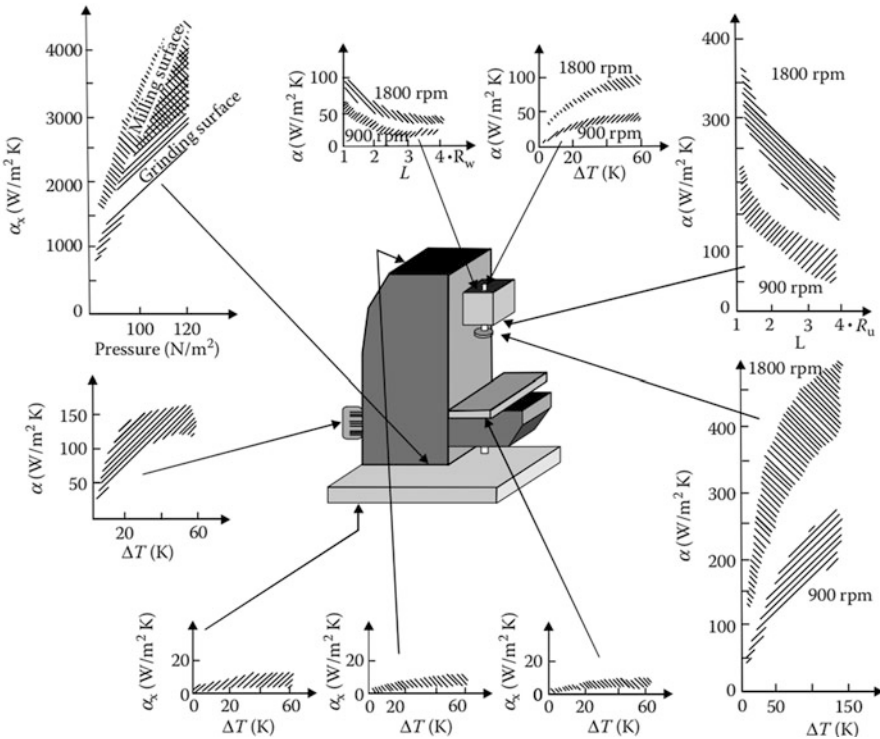 4000
3000
2000
1000
0
100 120
Pressure (N/m²)
αx (W/m² K)
Milling surface
Grinding surface
100
50
0
1 2 3 4 • Rw
L
α (W/m² K)
1800 rpm
900 rpm
100
50
0
0 20 60
ΔT (K)
α (W/m² K)
1800 rpm
900 rpm
400
300
100
0
1 2 3 4 • Ru
L
α (W/m² K)
1800 rpm
900 rpm
150
100
50
20 60
ΔT (K)
α (W/m² K)
400
300
200
100
0
0 50 150
ΔT (K)
α (W/m² K)
1800 rpm
900 rpm
20
0
0 20 60
ΔT (K)
αx (W/m² K)
20
0
0 20 60
ΔT (K)
αx (W/m² K)
20
0
0 20 60
ΔT (K)
αx (W/m² K)